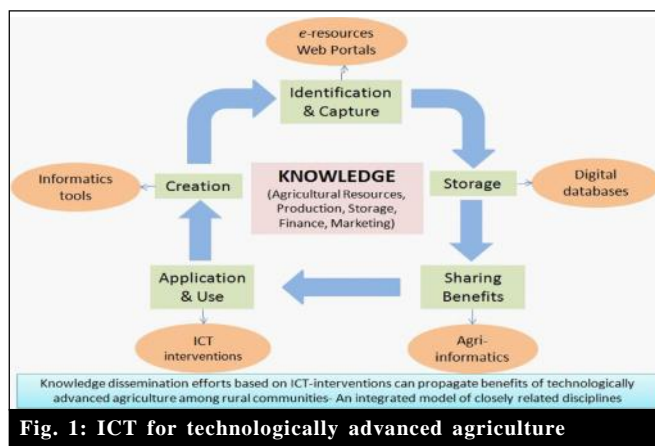 e-resources
Web Portals
Identification
& Capture
Informatics
tools
Creation
KNOWLEDGE
(Agricultural Resources,
Production, Storage,
Finance, Marketing)
Storage
Digital
databases
Application
& Use
Sharing
Benefits
ICT
interventions
Agri-
informatics
Knowledge dissemination efforts based on ICT-interventions can propagate benefits of technologically
advanced agriculture among rural communities- An integrated model of closely related disciplines
Fig. 1: ICT for technologically advanced agriculture